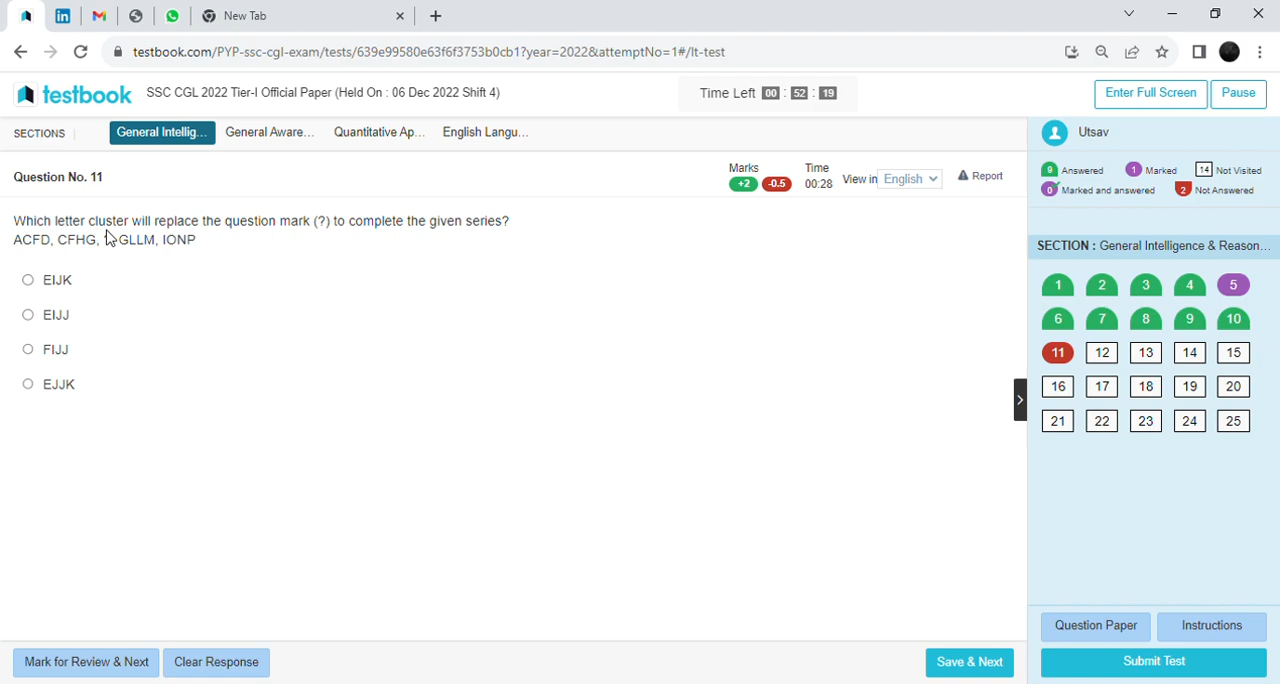 New Tab
testbook.com/PYP-ssc-cgl-exam/tests/639e99580e63f6f3753b0cb1?year=2022&attemptNo=1#/lt-test
testbook SSC CGL 2022 Tier-I Official Paper (Held On : 06 Dec 2022 Shift 4) Time Left 00 : 52 : 19 Enter Full Screen Pause
SECTIONS General Intellig... General Aware... Quantitative Ap... English Langu... Utsav
Question No. 11 Marks +2 -0.5 Time 00:28 View in English Report
9 Answered 1 Marked 14 Not Visited
0 Marked and answered 2 Not Answered
Which letter cluster will replace the question mark (?) to complete the given series?
ACFD, CFHG, GLLM, IONP
EIJK
EIJJ
FIJJ
EJJK
SECTION : General Intelligence & Reason...
1 2 3 4 5
6 7 8 9 10
11 12 13 14 15
16 17 18 19 20
21 22 23 24 25
Question Paper Instructions
Mark for Review & Next Clear Response Save & Next Submit Test